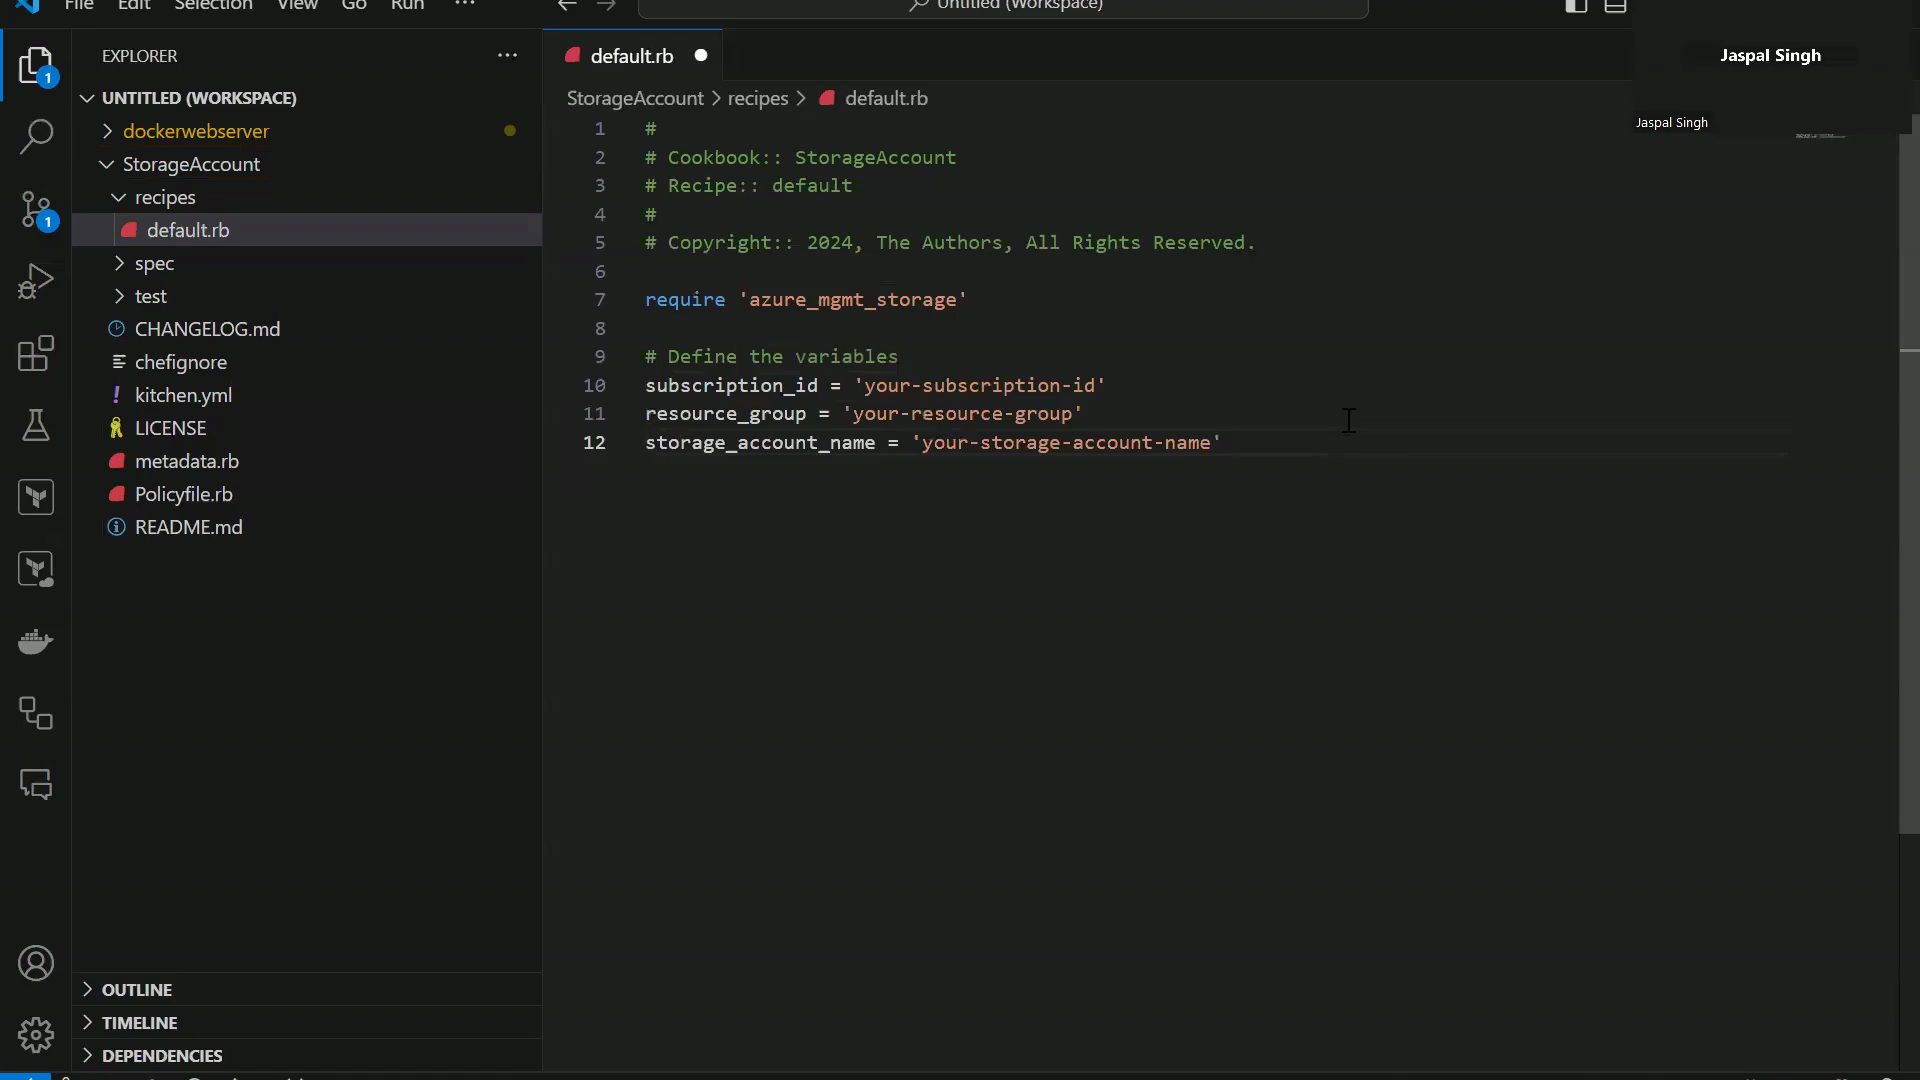 File Edit Selection View Go Run ···
Untitled (Workspace)
Jaspal Singh
Jaspal Singh
EXPLORER
UNTITLED (WORKSPACE)
dockerwebserver
StorageAccount
recipes
default.rb
spec
test
CHANGELOG.md
chefignore
kitchen.yml
LICENSE
metadata.rb
Policyfile.rb
README.md
OUTLINE
TIMELINE
DEPENDENCIES
1
1
default.rb
StorageAccount > recipes > default.rb
1 #
2 # Cookbook:: StorageAccount
3 # Recipe:: default
4 #
5 # Copyright:: 2024, The Authors, All Rights Reserved.
6
7 require 'azure_mgmt_storage'
8
9 # Define the variables
10 subscription_id = 'your-subscription-id'
11 resource_group = 'your-resource-group'
12 storage_account_name = 'your-storage-account-name'